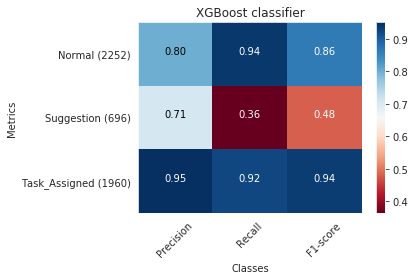 XGBoost classifier
Normal (2252) 0.80 0.94 0.86
Suggestion (696) 0.71 0.36 0.48
Task_Assigned (1960) 0.95 0.92 0.94
Metrics
Precision Recall F1-score
Classes
0.9
0.8
0.7
0.6
0.5
0.4